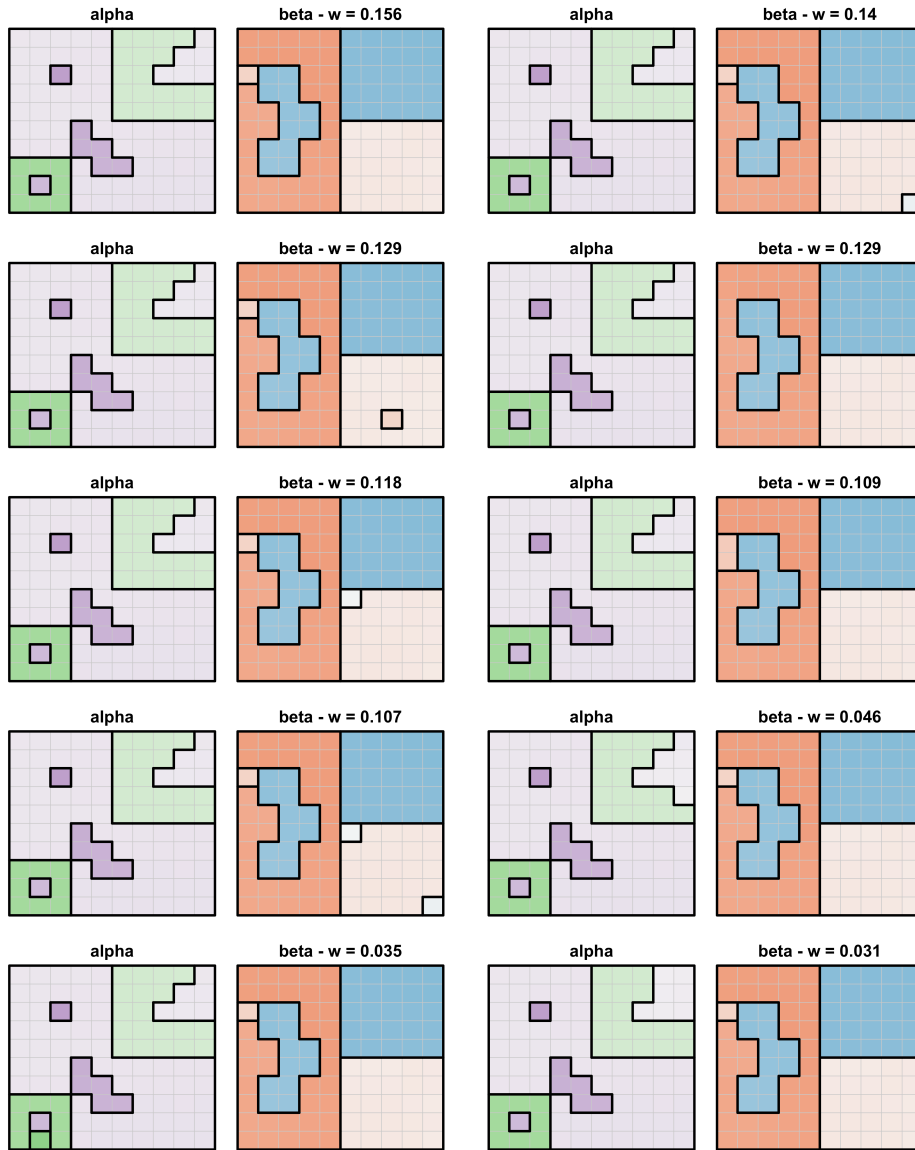 alpha beta - w = 0.156 alpha beta - w = 0.14
alpha beta - w = 0.129 alpha beta - w = 0.129
alpha beta - w = 0.118 alpha beta - w = 0.109
alpha beta - w = 0.107 alpha beta - w = 0.046
alpha beta - w = 0.035 alpha beta - w = 0.031